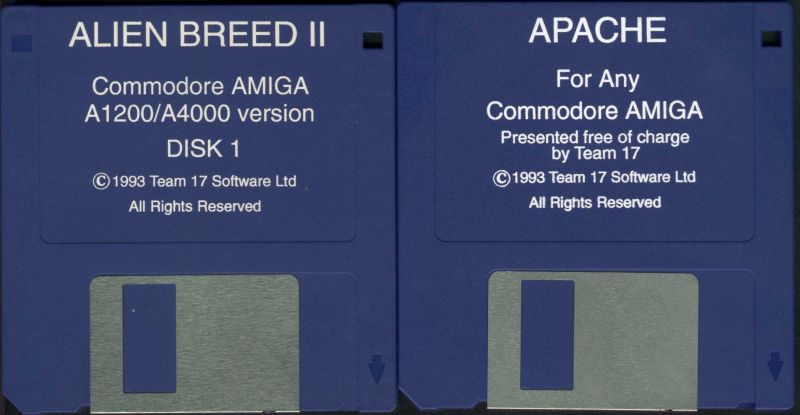 ALIEN BREED II
Commodore AMIGA
A1200/A4000 version
DISK 1
©1993 Team 17 Software Ltd
All Rights Reserved
APACHE
For Any
Commodore AMIGA
Presented free of charge
by Team 17
©1993 Team 17 Software Ltd
All Rights Reserved